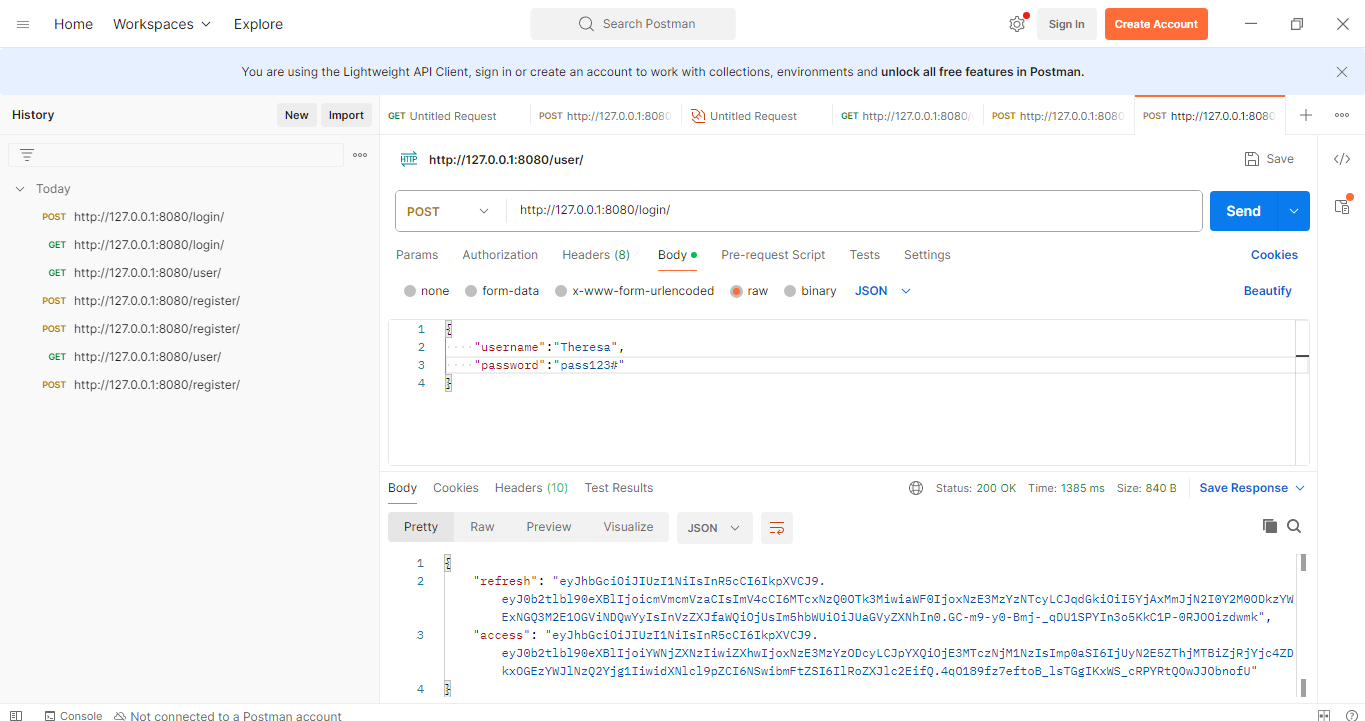 Home Workspaces Explore Search Postman Sign In Create Account
You are using the Lightweight API Client, sign in or create an account to work with collections, environments and unlock all free features in Postman.
History New Import
GET Untitled Request POST http://127.0.0.1:8080 Untitled Request GET http://127.0.0.1:8080/ POST http://127.0.0.1:8080 POST http://127.0.0.1:8080
HTTP http://127.0.0.1:8080/user/ Save
Today
POST http://127.0.0.1:8080/login/
GET http://127.0.0.1:8080/login/
GET http://127.0.0.1:8080/user/
POST http://127.0.0.1:8080/register/
POST http://127.0.0.1:8080/register/
GET http://127.0.0.1:8080/user/
POST http://127.0.0.1:8080/register/
POST http://127.0.0.1:8080/login/ Send
Params Authorization Headers (8) Body Pre-request Script Tests Settings Cookies
none form-data x-www-form-urlencoded raw binary JSON Beautify
1 {
2 "username":"Theresa",
3 "password":"pass123#"
4 }
Body Cookies Headers (10) Test Results Status: 200 OK Time: 1385 ms Size: 840 B Save Response
Pretty Raw Preview Visualize JSON
1 {
2 "refresh": "eyJhbGciOiJIUzI1NiIsInR5cCI6IkpXVCJ9.
eyJ0b2tlbl90eXBlIjoicmVmcmVzaCIsImV4cCI6MTcxNzQ0OTk3MiwiaWF0IjoxNzE3MzYzNTcyLCJqdGkiOiI5YjAxMmJjN2I0Y2M0ODkzYW
ExNGQ3M2E1OGViNDQwYyIsInVzZXJfaWQiOjUsIm5hbWUiOiJUaGVyZXNhIn0.GC-m9-y0-Bmj-_qDU1SPYIn3o5KkC1P-0RJOOizdwmk",
3 "access": "eyJhbGciOiJIUzI1NiIsInR5cCI6IkpXVCJ9.
eyJ0b2tlbl90eXBlIjoiYWNjZXNzIiwiZXhwIjoxNzE3MzYzODcyLCJpYXQiOjE3MTczNjM1NzIsImp0aSI6IjUyN2E5ZThjMTBiZjRjYjc4ZD
kxOGEzYWJlNzQ2Yjg1IiwidXNlcl9pZCI6NSwibmFtZSI6IlRoZXJlc2EifQ.4qO189fz7eftoB_lsTGgIKxWS_cRPYRtQOwJJObnofU"
4 }
Console Not connected to a Postman account